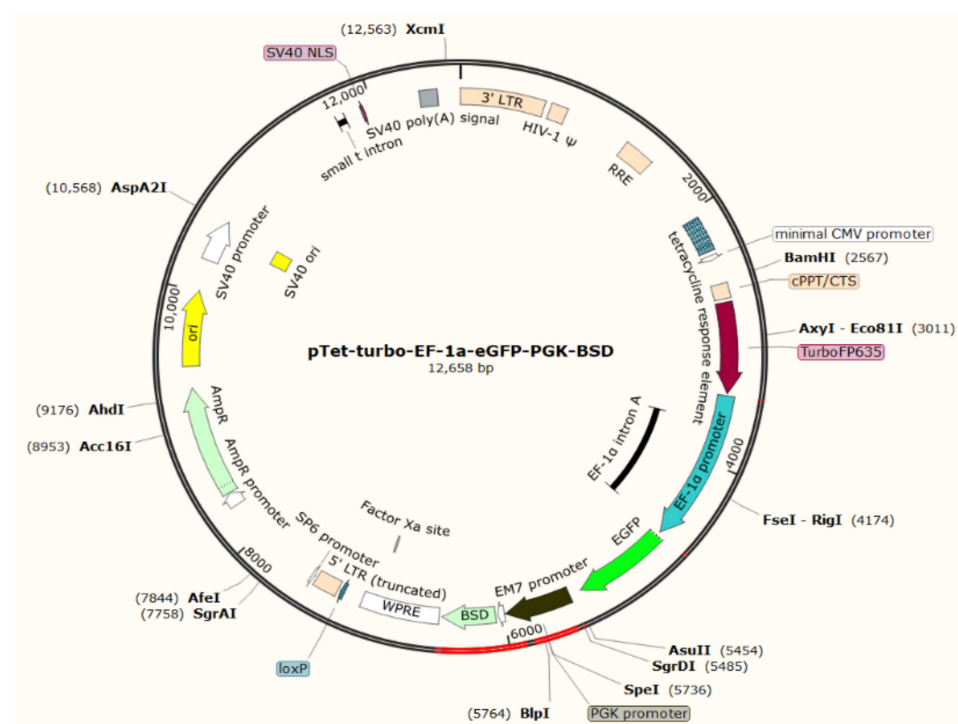 (12,563) XcmI
SV40 NLS
12,000
3' LTR
HIV-1 Ψ
SV40 poly(A) signal
small t intron
RRE
2000
(10,568) AspA2I
minimal CMV promoter
SV40 promoter
SV40 ori
tetracycline response element
BamHI (2567)
cPPT/CTS
10,000
ori
AxyI - Eco81I (3011)
TurboFP635
pTet-turbo-EF-1a-eGFP-PGK-BSD
12,658 bp
(9176) AhdI
(8953) Acc16I
AmpR
AmpR promoter
EF-1α intron A
EF-1α promoter
4000
FseI - RigI (4174)
Factor Xa site
SP6 promoter
5' LTR (truncated)
EGFP
EM7 promoter
8000
(7844) AfeI
(7758) SgrAI
WPRE
BSD
6000
loxP
AsuII (5454)
SgrDI (5485)
SpeI (5736)
(5764) BlpI
PGK promoter